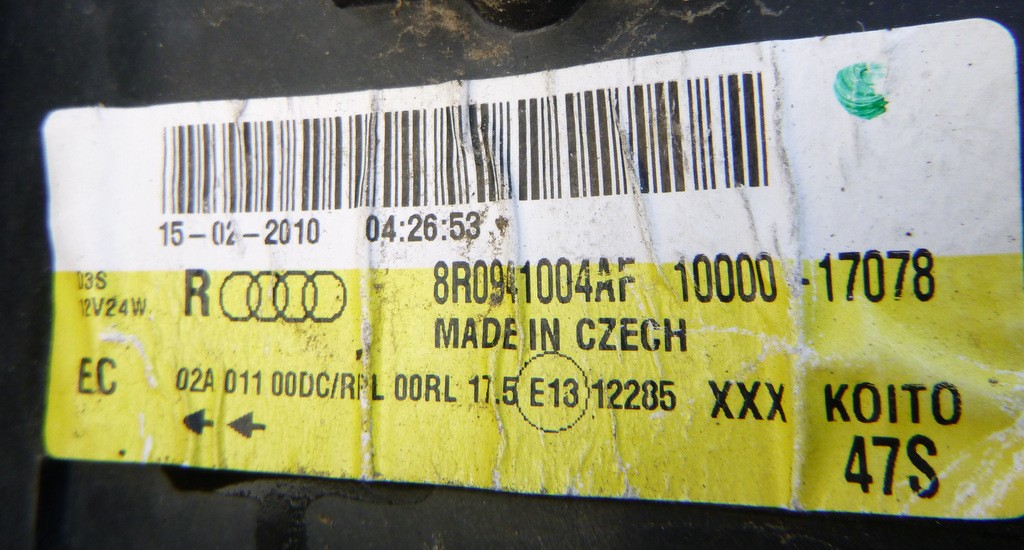 15-02-2010 04:26:53
D3S R 8R0941004AF 10000-17078
12V24W MADE IN CZECH
EC 02A 011 00DC/R PL 00RL 17.5 E13 12285 XXX KOITO
47S